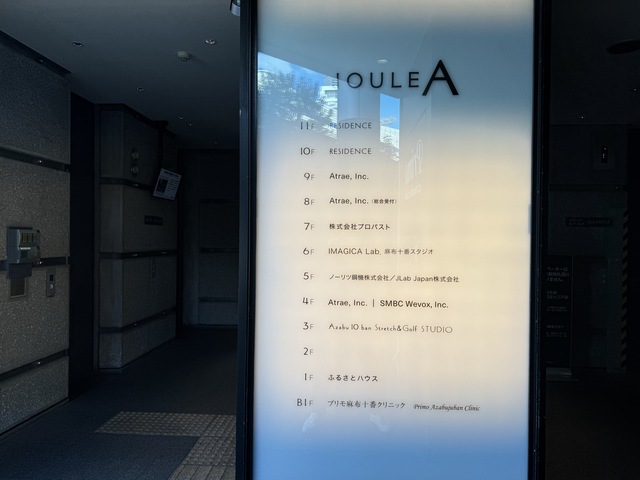 JOULE A
11F RESIDENCE
10F RESIDENCE
9F Atrae, Inc.
8F Atrae, Inc. (総合受付)
7F 株式会社プロパスト
6F IMAGICA Lab. 麻布十番スタジオ
5F ノーリツ鋼機株式会社/JLab Japan株式会社
4F Atrae, Inc. | SMBC Wevox, Inc.
3F Azabu 10 ban Stretch&Golf STUDIO
2F
1F ふるさとハウス
B1F プリモ麻布十番クリニック Primo Azabujuban Clinic